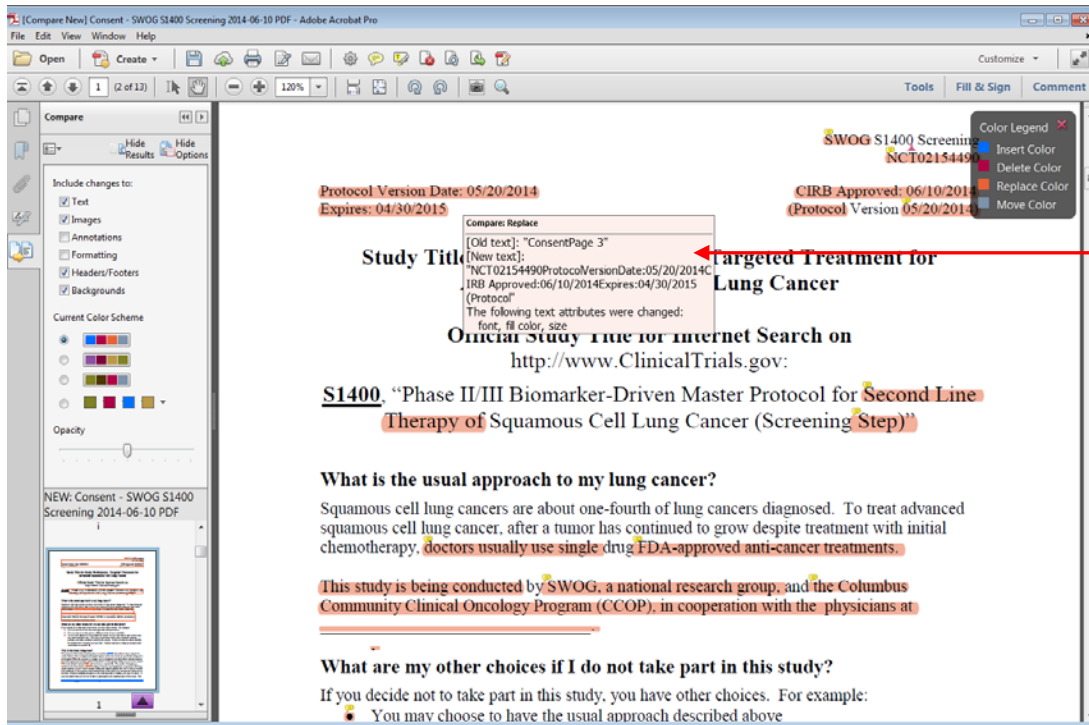 [Compare New] Consent - SWOG S1400 Screening 2014-06-10 PDF - Adobe Acrobat Pro
File Edit View Window Help
Open Create Customize
1 (2 of 13) 120% Tools Fill & Sign Comment
Compare
Hide Results Hide Options
Include changes to:
Text
Images
Annotations
Formatting
Headers/Footers
Backgrounds
Current Color Scheme
Opacity
NEW: Consent - SWOG S1400
Screening 2014-06-10 PDF
i
1
SWOG S1400 Screening
NCT02154490
Protocol Version Date: 05/20/2014 CIRB Approved: 06/10/2014
Expires: 04/30/2015 (Protocol Version 05/20/2014)
Color Legend
Insert Color
Delete Color
Replace Color
Move Color
Compare: Replace
[Old text]: "ConsentPage 3"
[New text]:
"NCT02154490ProtocolVersionDate:05/20/2014C
IRB Approved:06/10/2014Expires:04/30/2015
(Protocol"
The following text attributes were changed:
font, fill color, size
Study Title Targeted Treatment for
Lung Cancer
Official Study Title for Internet Search on
http://www.ClinicalTrials.gov:
S1400, “Phase II/III Biomarker-Driven Master Protocol for Second Line
Therapy of Squamous Cell Lung Cancer (Screening Step)”
What is the usual approach to my lung cancer?
Squamous cell lung cancers are about one-fourth of lung cancers diagnosed. To treat advanced
squamous cell lung cancer, after a tumor has continued to grow despite treatment with initial
chemotherapy, doctors usually use single drug FDA-approved anti-cancer treatments.
This study is being conducted by SWOG, a national research group, and the Columbus
Community Clinical Oncology Program (CCOP), in cooperation with the physicians at
What are my other choices if I do not take part in this study?
If you decide not to take part in this study, you have other choices. For example:
• You may choose to have the usual approach described above